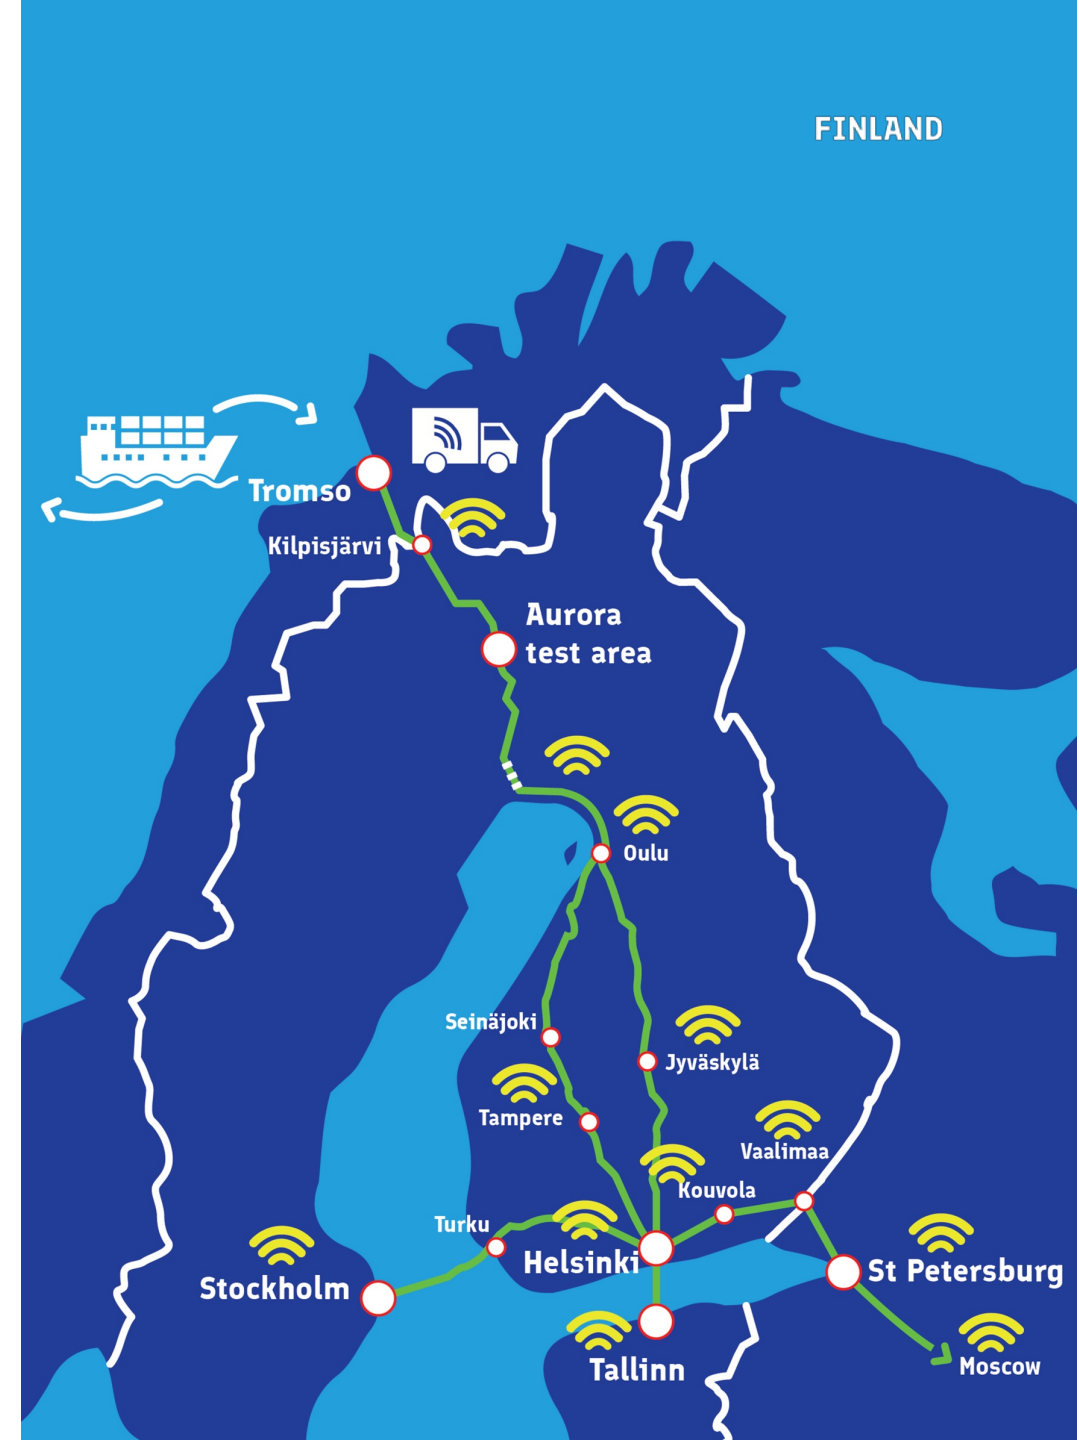 FINLAND
Tromso
Kilpisjärvi
Aurora
test area
Oulu
Seinäjoki
Jyväskylä
Tampere
Vaalimaa
Kouvola
Turku
Helsinki
St Petersburg
Stockholm
Tallinn
Moscow